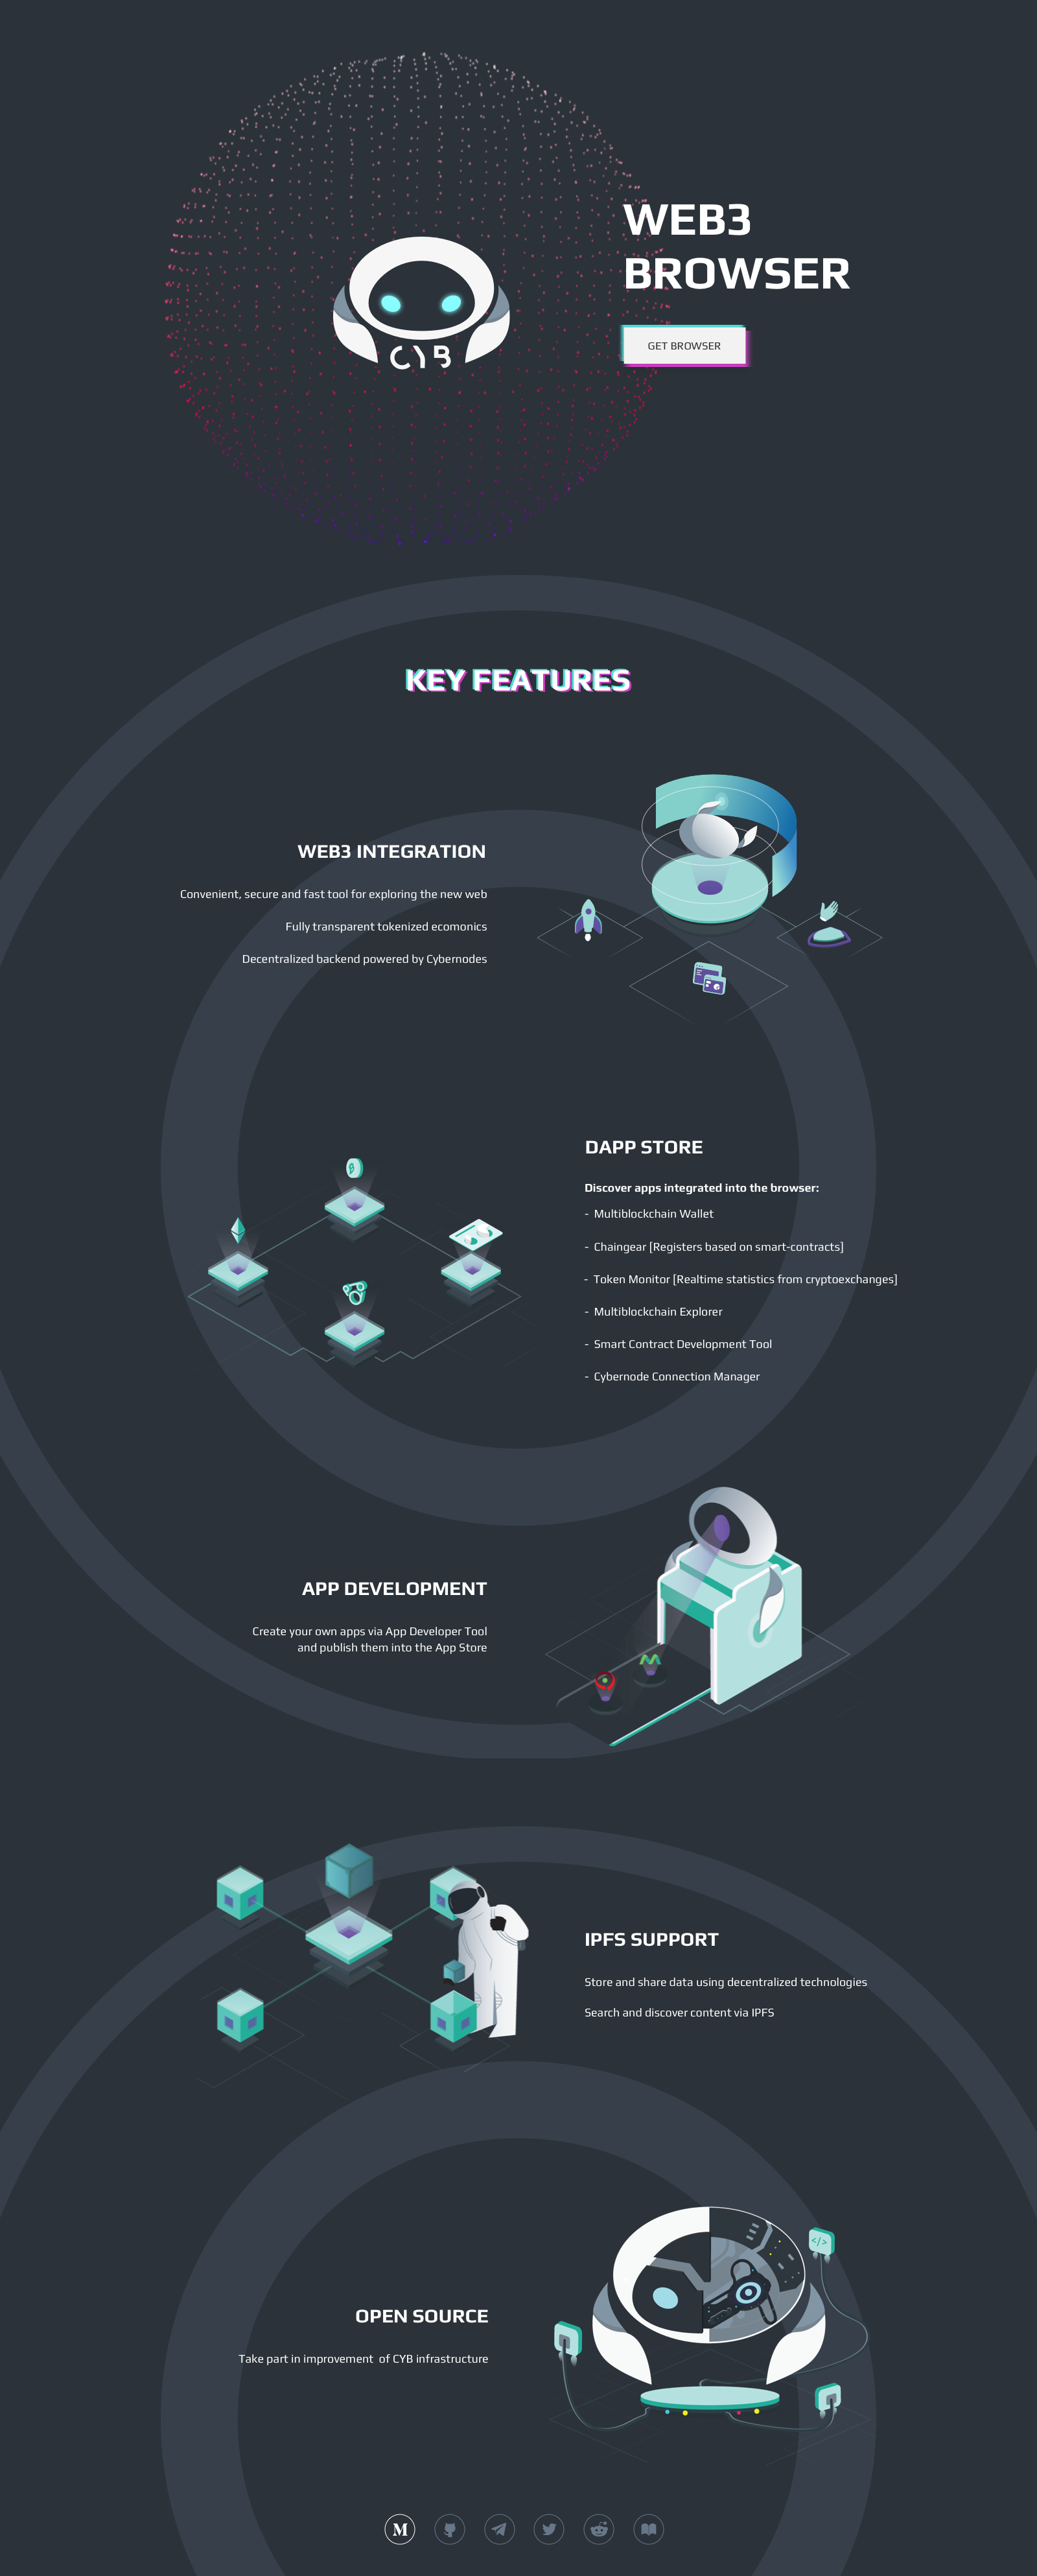 CYB
WEB3
BROWSER
GET BROWSER
KEY FEATURES
WEB3 INTEGRATION
Convenient, secure and fast tool for exploring the new web
Fully transparent tokenized ecomonics
Decentralized backend powered by Cybernodes
DAPP STORE
Discover apps integrated into the browser:
- Multiblockchain Wallet
- Chaingear [Registers based on smart-contracts]
- Token Monitor [Realtime statistics from cryptoexchanges]
- Multiblockchain Explorer
- Smart Contract Development Tool
- Cybernode Connection Manager
APP DEVELOPMENT
Create your own apps via App Developer Tool
and publish them into the App Store
IPFS SUPPORT
Store and share data using decentralized technologies
Search and discover content via IPFS
</>
OPEN SOURCE
Take part in improvement of CYB infrastructure
M